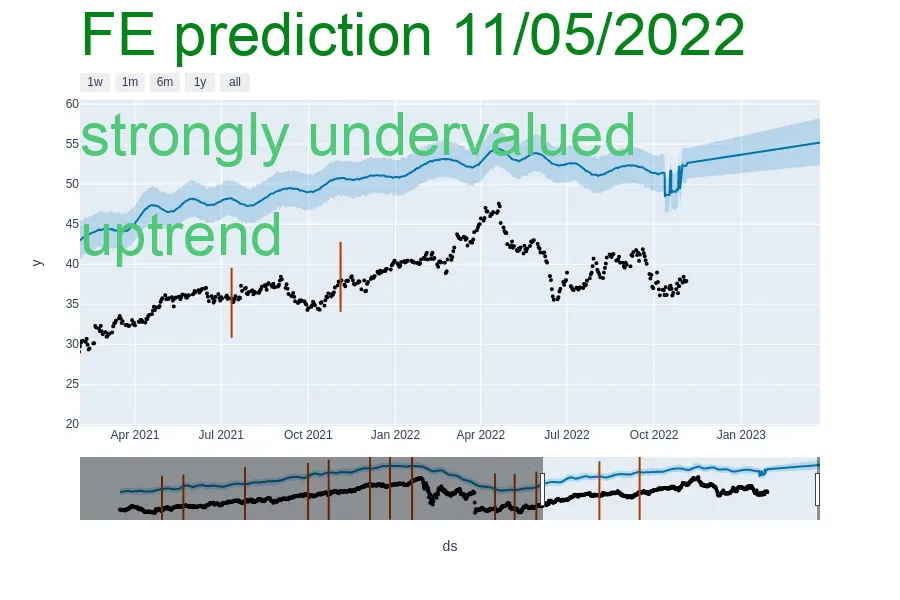 FE prediction 11/05/2022
1w 1m 6m 1y all
strongly undervalued
uptrend
60
55
50
45
40
35
30
25
20
y
Apr 2021 Jul 2021 Oct 2021 Jan 2022 Apr 2022 Jul 2022 Oct 2022 Jan 2023
ds